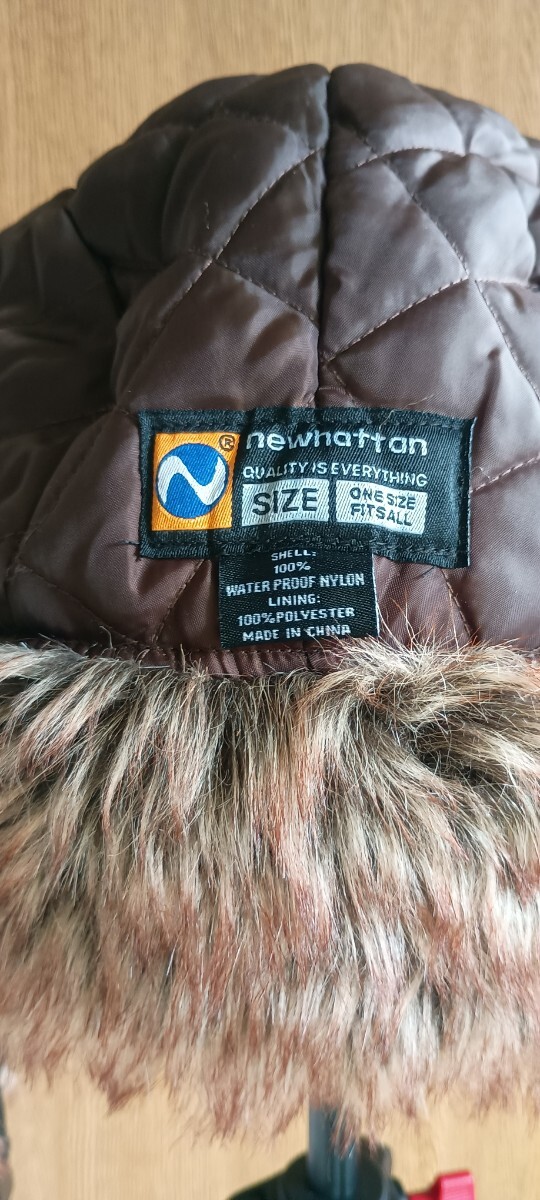 ® newhattan
QUALITY IS EVERYTHING
SIZE ONE SIZE
FITS ALL
SHELL:
100%
WATER PROOF NYLON
LINING:
100%POLYESTER
MADE IN CHINA